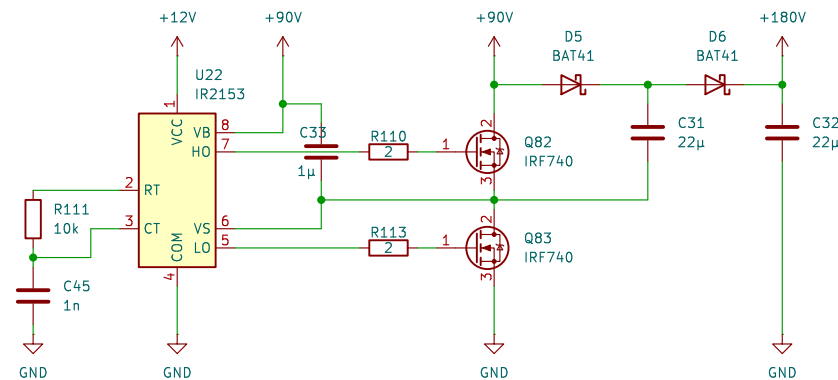 +12V
+90V
+90V
+180V
D5
BAT41
D6
BAT41
U22
IR2153
1
VCC
VB
8
HO
7
C33
1µ
R110
2
1
2
Q82
IRF740
3
C31
22µ
C32
22µ
2
RT
R111
10k
3
CT
VS
6
LO
5
COM
4
R113
2
1
2
Q83
IRF740
3
C45
1n
GND
GND
GND
GND